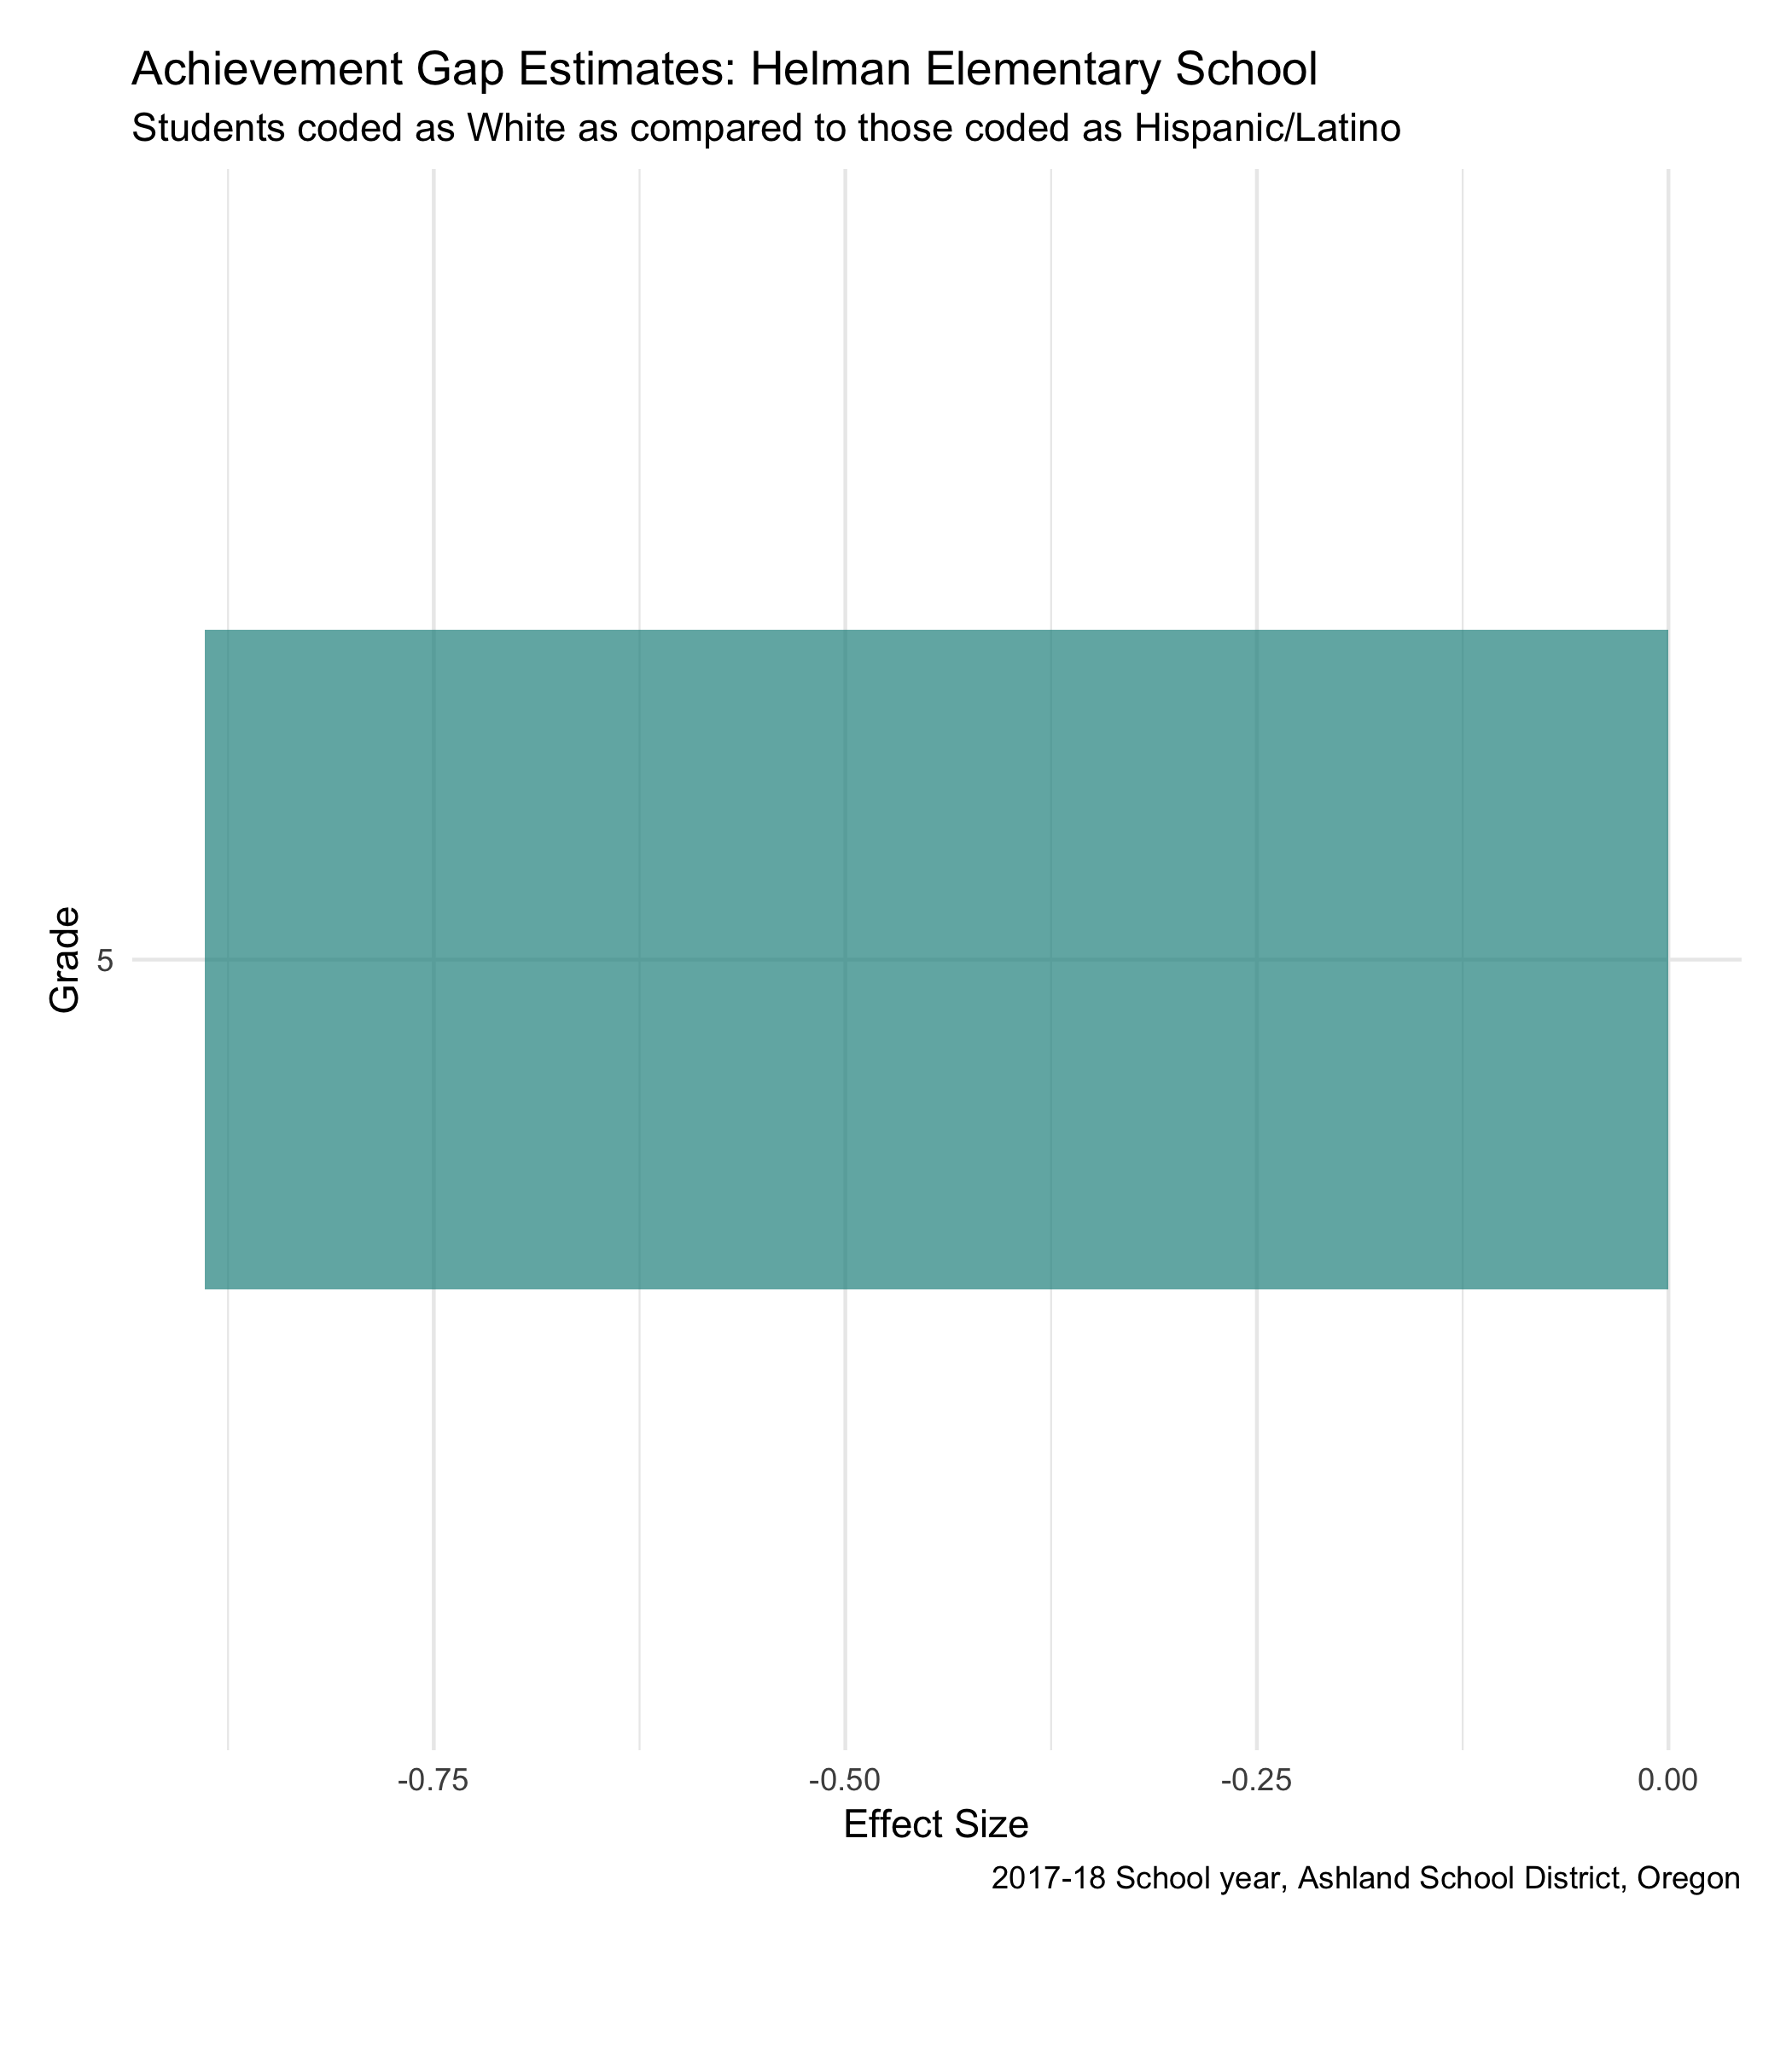 Achievement Gap Estimates: Helman Elementary School
Students coded as White as compared to those coded as Hispanic/Latino
Grade
5
-0.75
-0.50
-0.25
0.00
Effect Size
2017-18 School year, Ashland School District, Oregon